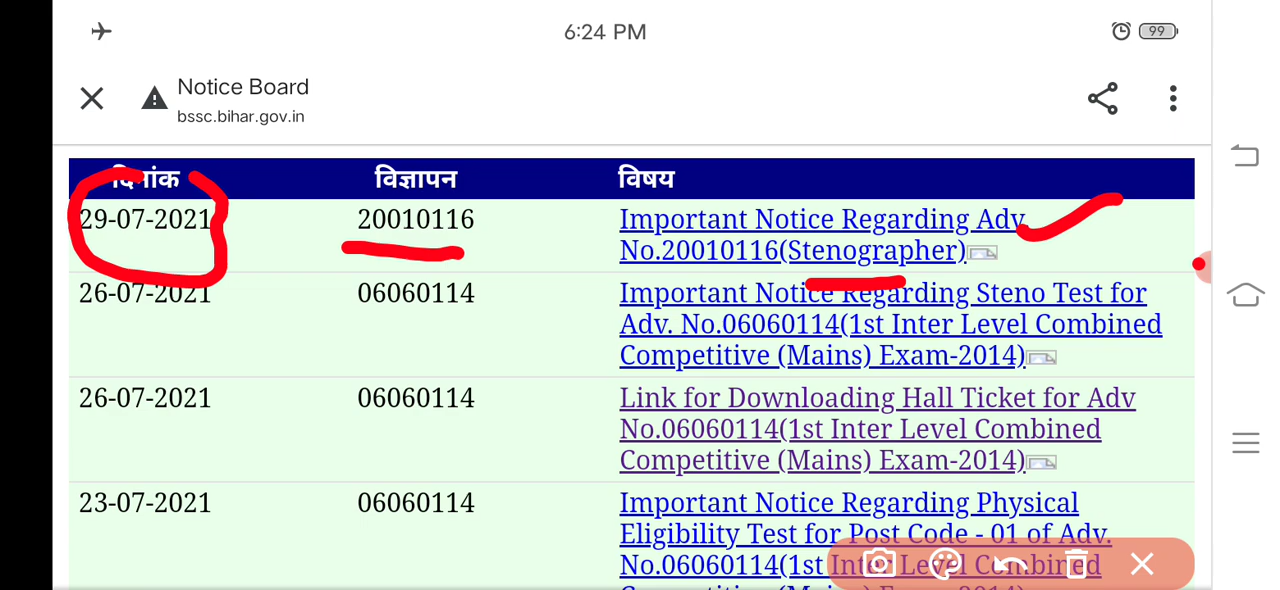 6:24 PM
99
Notice Board
bssc.bihar.gov.in
दिनांक विज्ञापन विषय
29-07-2021 20010116 Important Notice Regarding Adv
No.20010116(Stenographer)
26-07-2021 06060114 Important Notice Regarding Steno Test for
Adv. No.06060114(1st Inter Level Combined
Competitive (Mains) Exam-2014)
26-07-2021 06060114 Link for Downloading Hall Ticket for Adv
No.06060114(1st Inter Level Combined
Competitive (Mains) Exam-2014)
23-07-2021 06060114 Important Notice Regarding Physical
Eligibility Test for Post Code - 01 of Adv.
No.06060114(1st Inter Level Combined